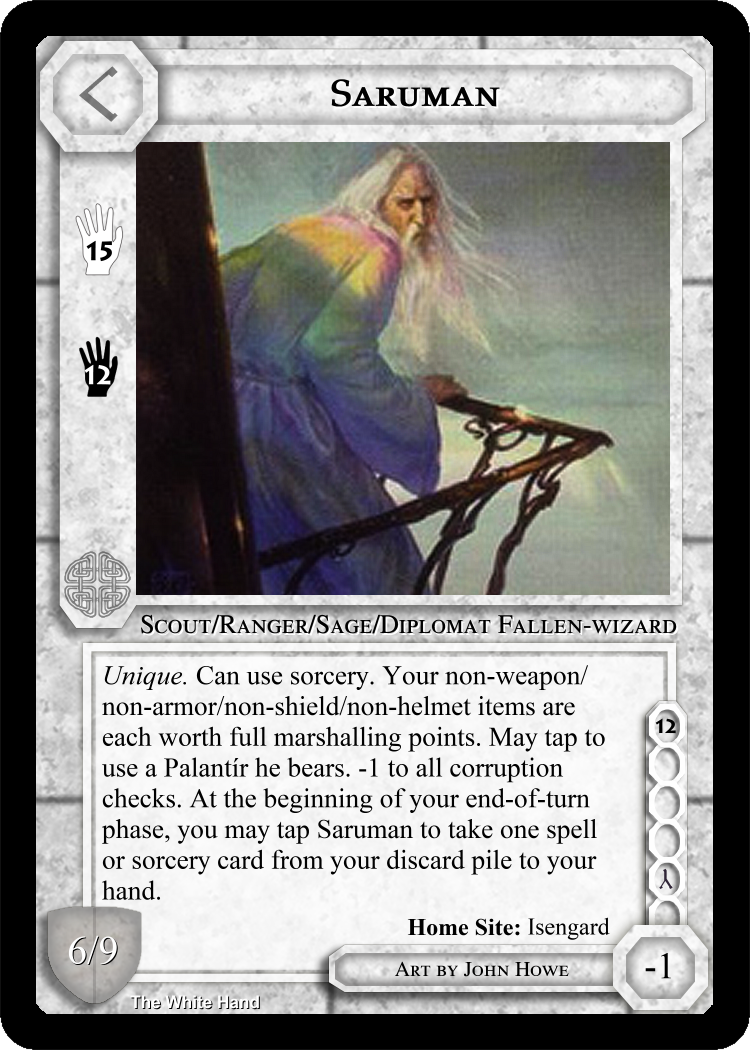 Saruman
15
12
Scout/Ranger/Sage/Diplomat Fallen-wizard
Unique. Can use sorcery. Your non-weapon/
non-armor/non-shield/non-helmet items are
each worth full marshalling points. May tap to
use a Palantír he bears. -1 to all corruption
checks. At the beginning of your end-of-turn
phase, you may tap Saruman to take one spell
or sorcery card from your discard pile to your
hand.
12
Home Site: Isengard
6/9
Art by John Howe
-1
The White Hand